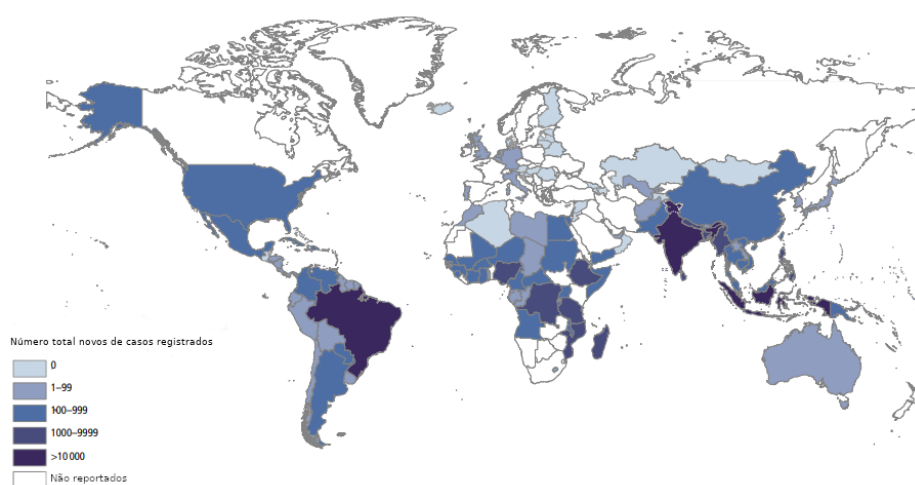 Número total novos de casos registrados
0
1–99
100–999
1000–9999
>10 000
Não reportados